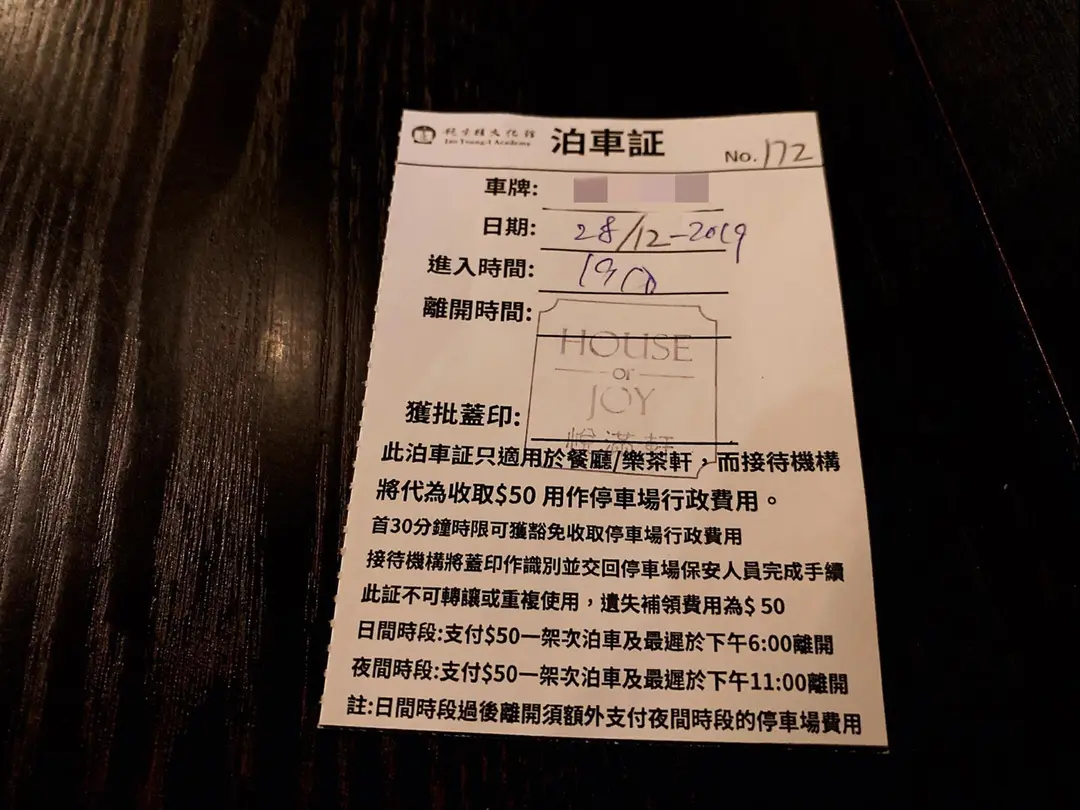 饒宗頤文化館 泊車証 No. 172
Jao Tsung-I Academy
車牌:
日期: 28/12-2019
進入時間:
離開時間:
HOUSE
OF
JOY
悅滿軒
獲批蓋印:
此泊車証只適用於餐廳/樂茶軒，而接待機構
將代為收取$50 用作停車場行政費用。
首30分鐘時限可獲豁免收取停車場行政費用
接待機構將蓋印作識別並交回停車場保安人員完成手續
此証不可轉讓或重複使用，遺失補領費用為$ 50
日間時段:支付$50一架次泊車及最遲於下午6:00離開
夜間時段:支付$50一架次泊車及最遲於下午11:00離開
註:日間時段過後離開須額外支付夜間時段的停車場費用